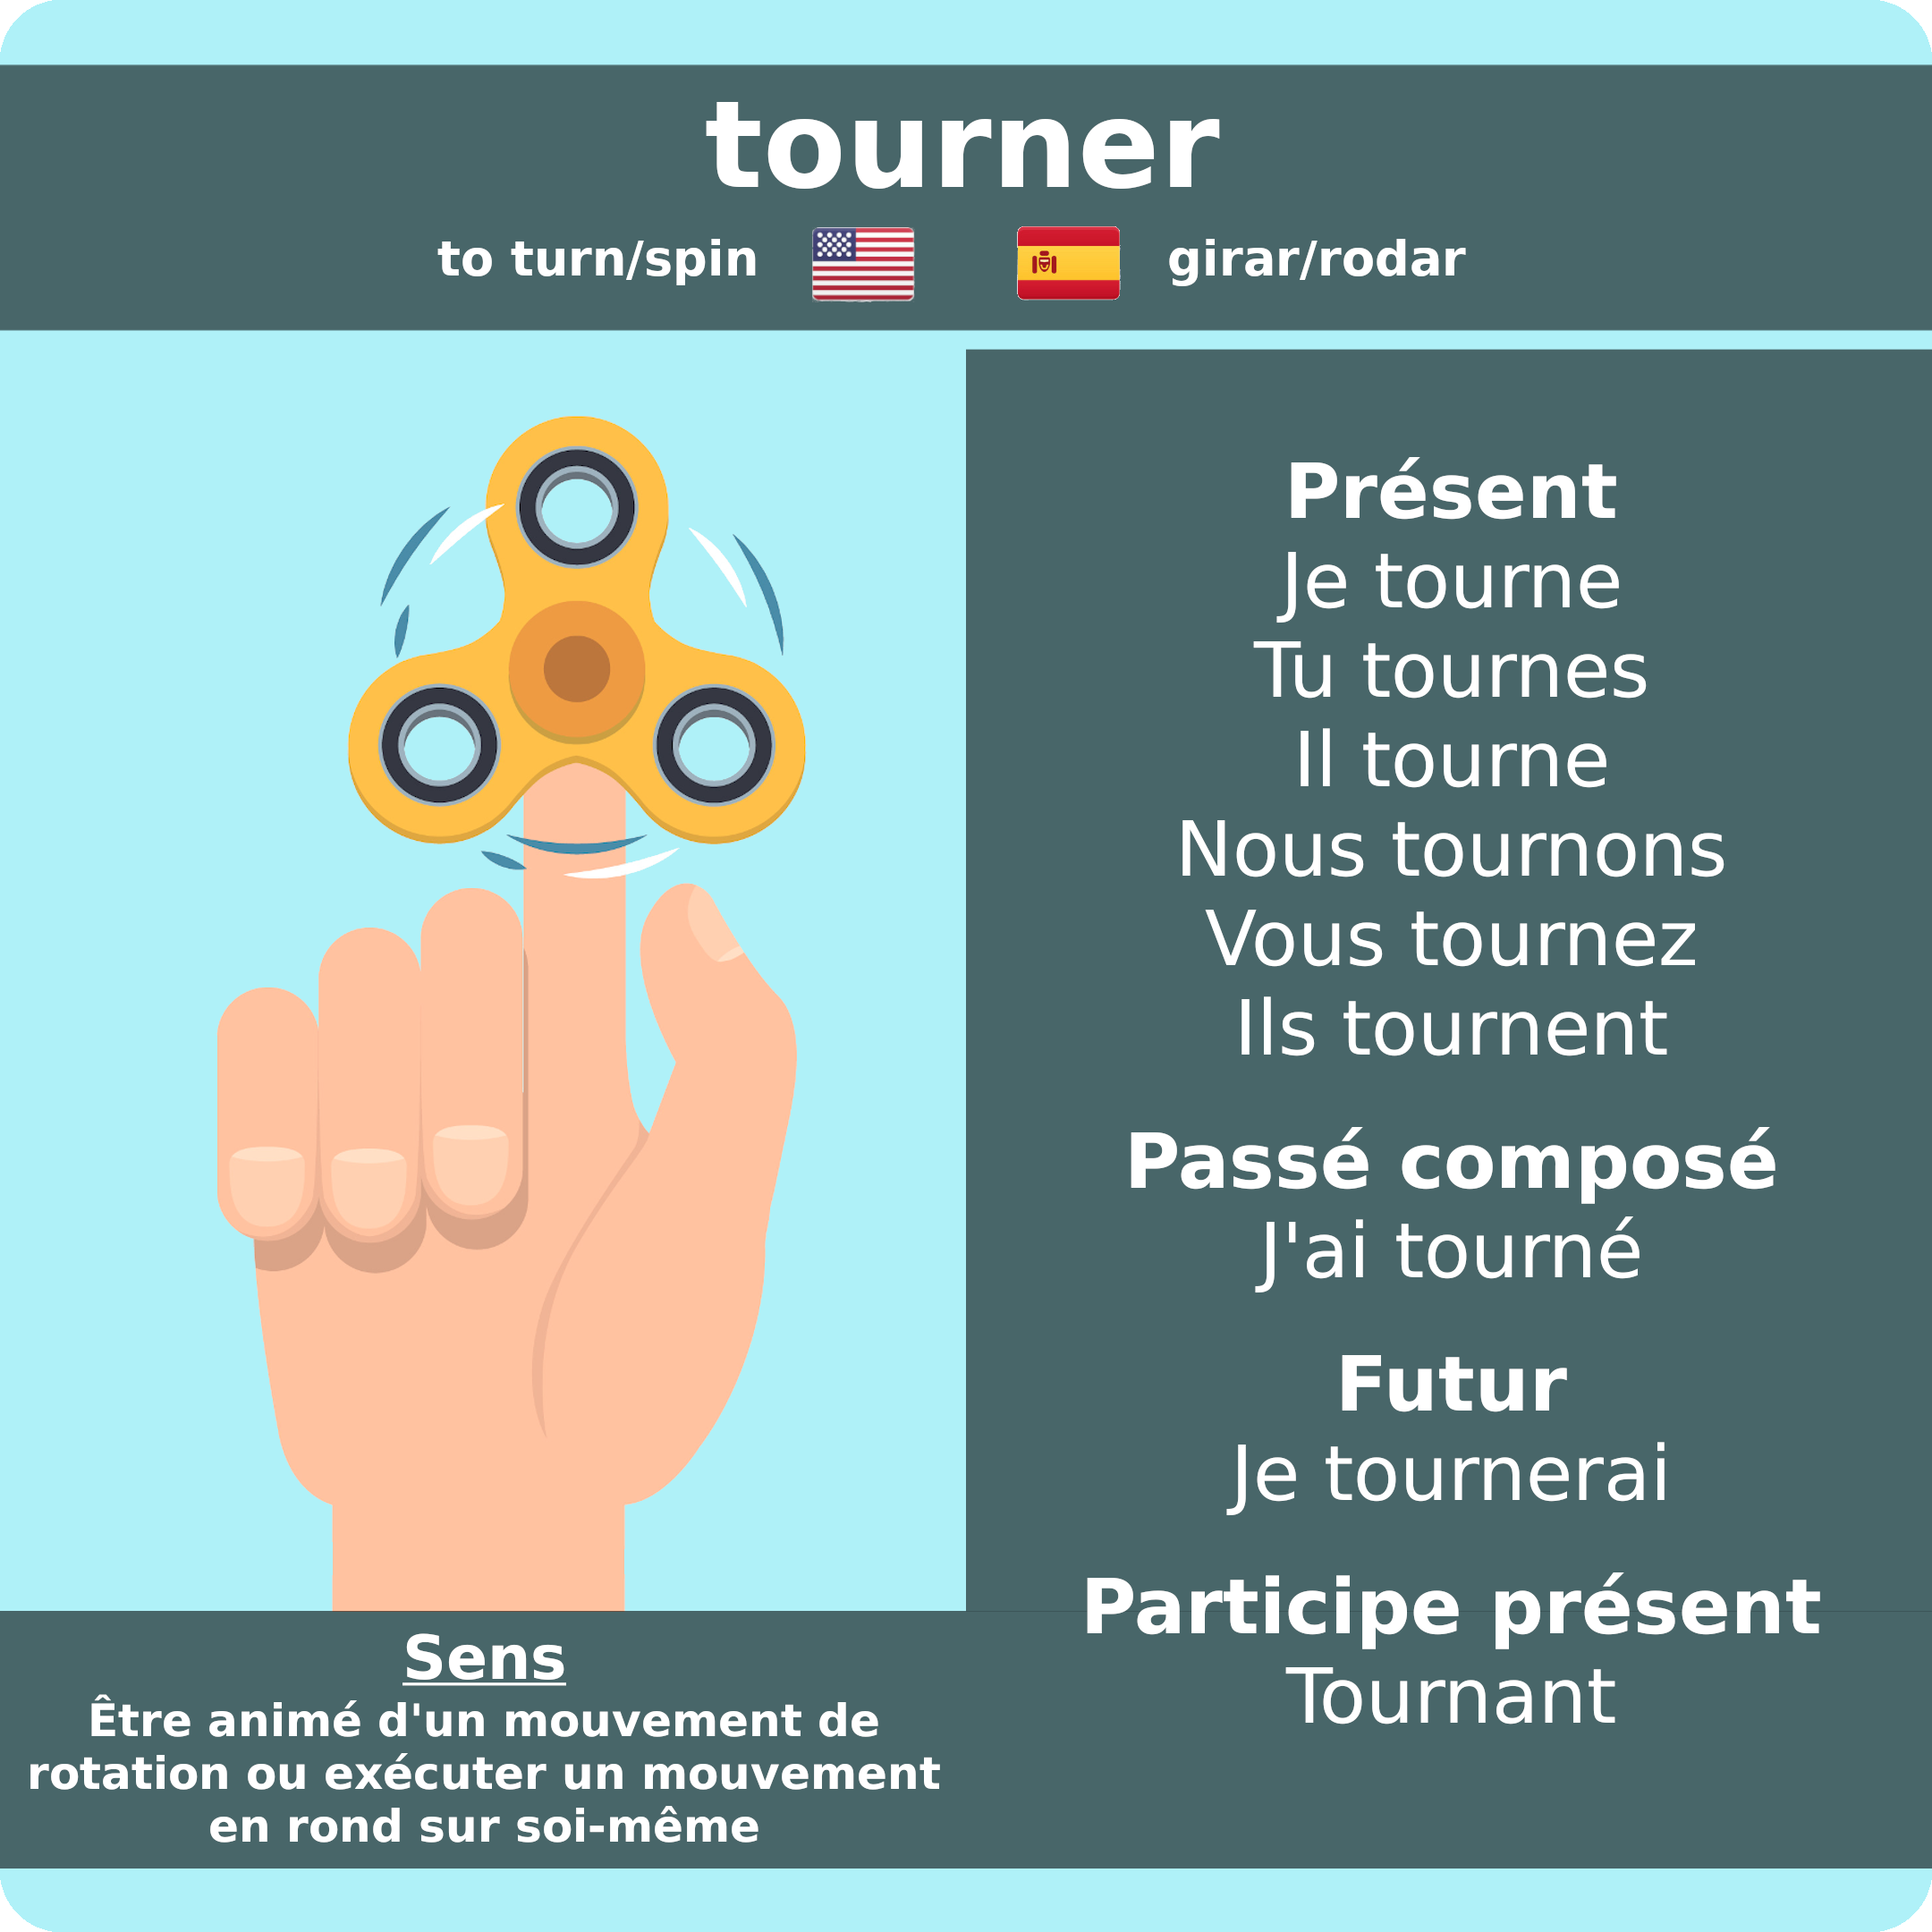 tourner
to turn/spin girar/rodar
Présent
Je tourne
Tu tournes
Il tourne
Nous tournons
Vous tournez
Ils tournent
Passé composé
J'ai tourné
Futur
Je tournerai
Participe présent
Tournant
Sens
Être animé d'un mouvement de
rotation ou exécuter un mouvement
en rond sur soi-même